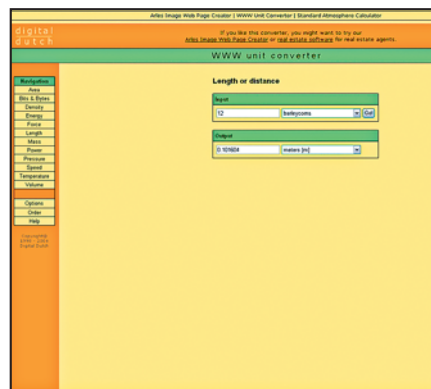 Arles Image Web Page Creator | WWW Unit Converter | Standard Atmosphere Calculator
digital
dutch
If you like this converter, you might want to try our
Arles Image Web Page Creator or real estate software for real estate agents.
WWW unit converter
Navigation
Area
Bits & Bytes
Density
Energy
Force
Length
Mass
Power
Pressure
Speed
Temperature
Volume
Options
Order
Help
Digital Dutch
Length or distance
Input
12 barleycorns Go!
Output
0.101604 meters [m]